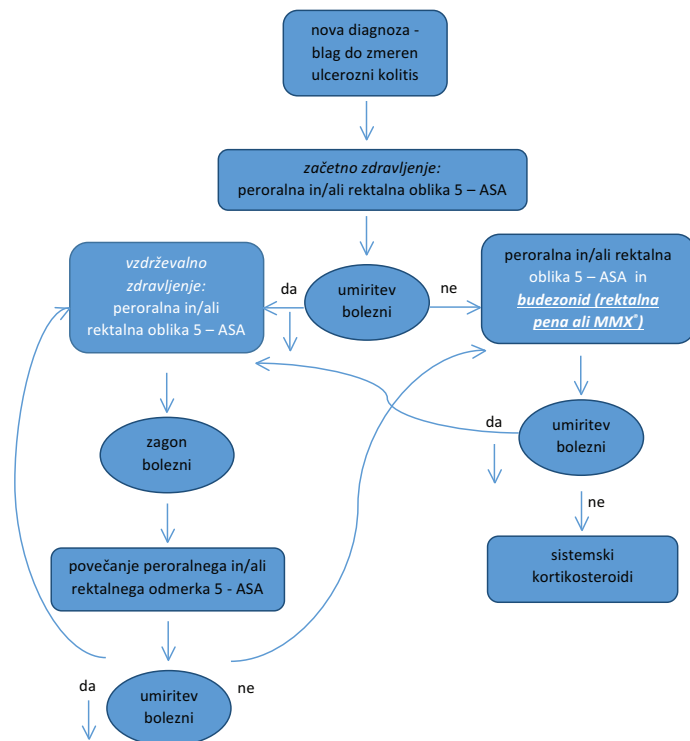 nova diagnoza -
blag do zmeren
ulcerozni kolitis
začetno zdravljenje:
peroralna in/ali rektalna oblika 5 – ASA
vzdrževalno
zdravljenje:
peroralna in/ali
rektalna oblika 5 – ASA
da
umiritev
bolezni
ne
peroralna in/ali rektalna
oblika 5 – ASA in
budezonid (rektalna
pena ali MMX®)
zagon
bolezni
da
umiritev
bolezni
ne
sistemski
kortikosteroidi
povečanje peroralnega in/ali
rektalnega odmerka 5 - ASA
da
umiritev
bolezni
ne